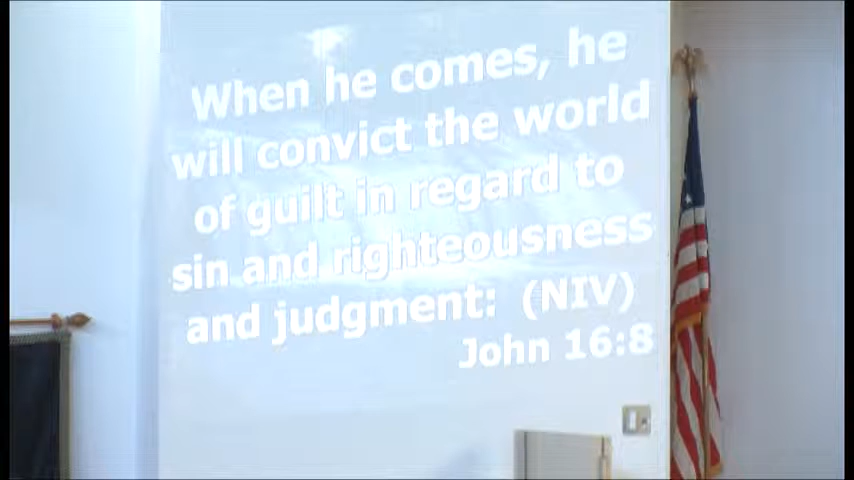 When he comes, he
will convict the world
of guilt in regard to
sin and righteousness
and judgment: (NIV)
John 16:8